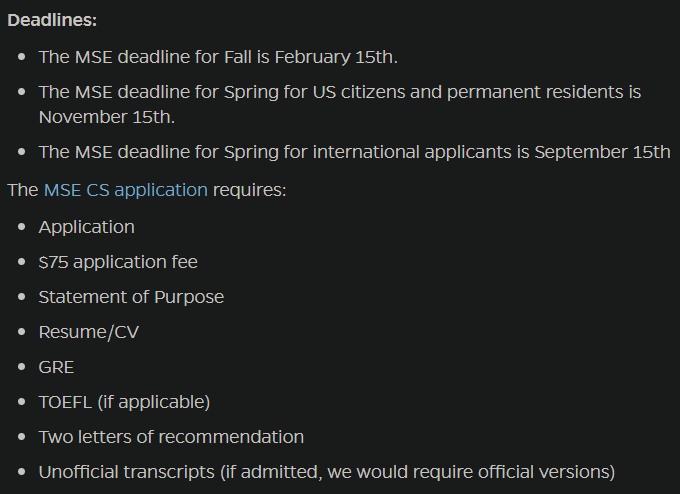 Deadlines:
• The MSE deadline for Fall is February 15th.
• The MSE deadline for Spring for US citizens and permanent residents is
November 15th.
• The MSE deadline for Spring for international applicants is September 15th
The MSE CS application requires:
• Application
• $75 application fee
• Statement of Purpose
• Resume/CV
• GRE
• TOEFL (if applicable)
• Two letters of recommendation
• Unofficial transcripts (if admitted, we would require official versions)